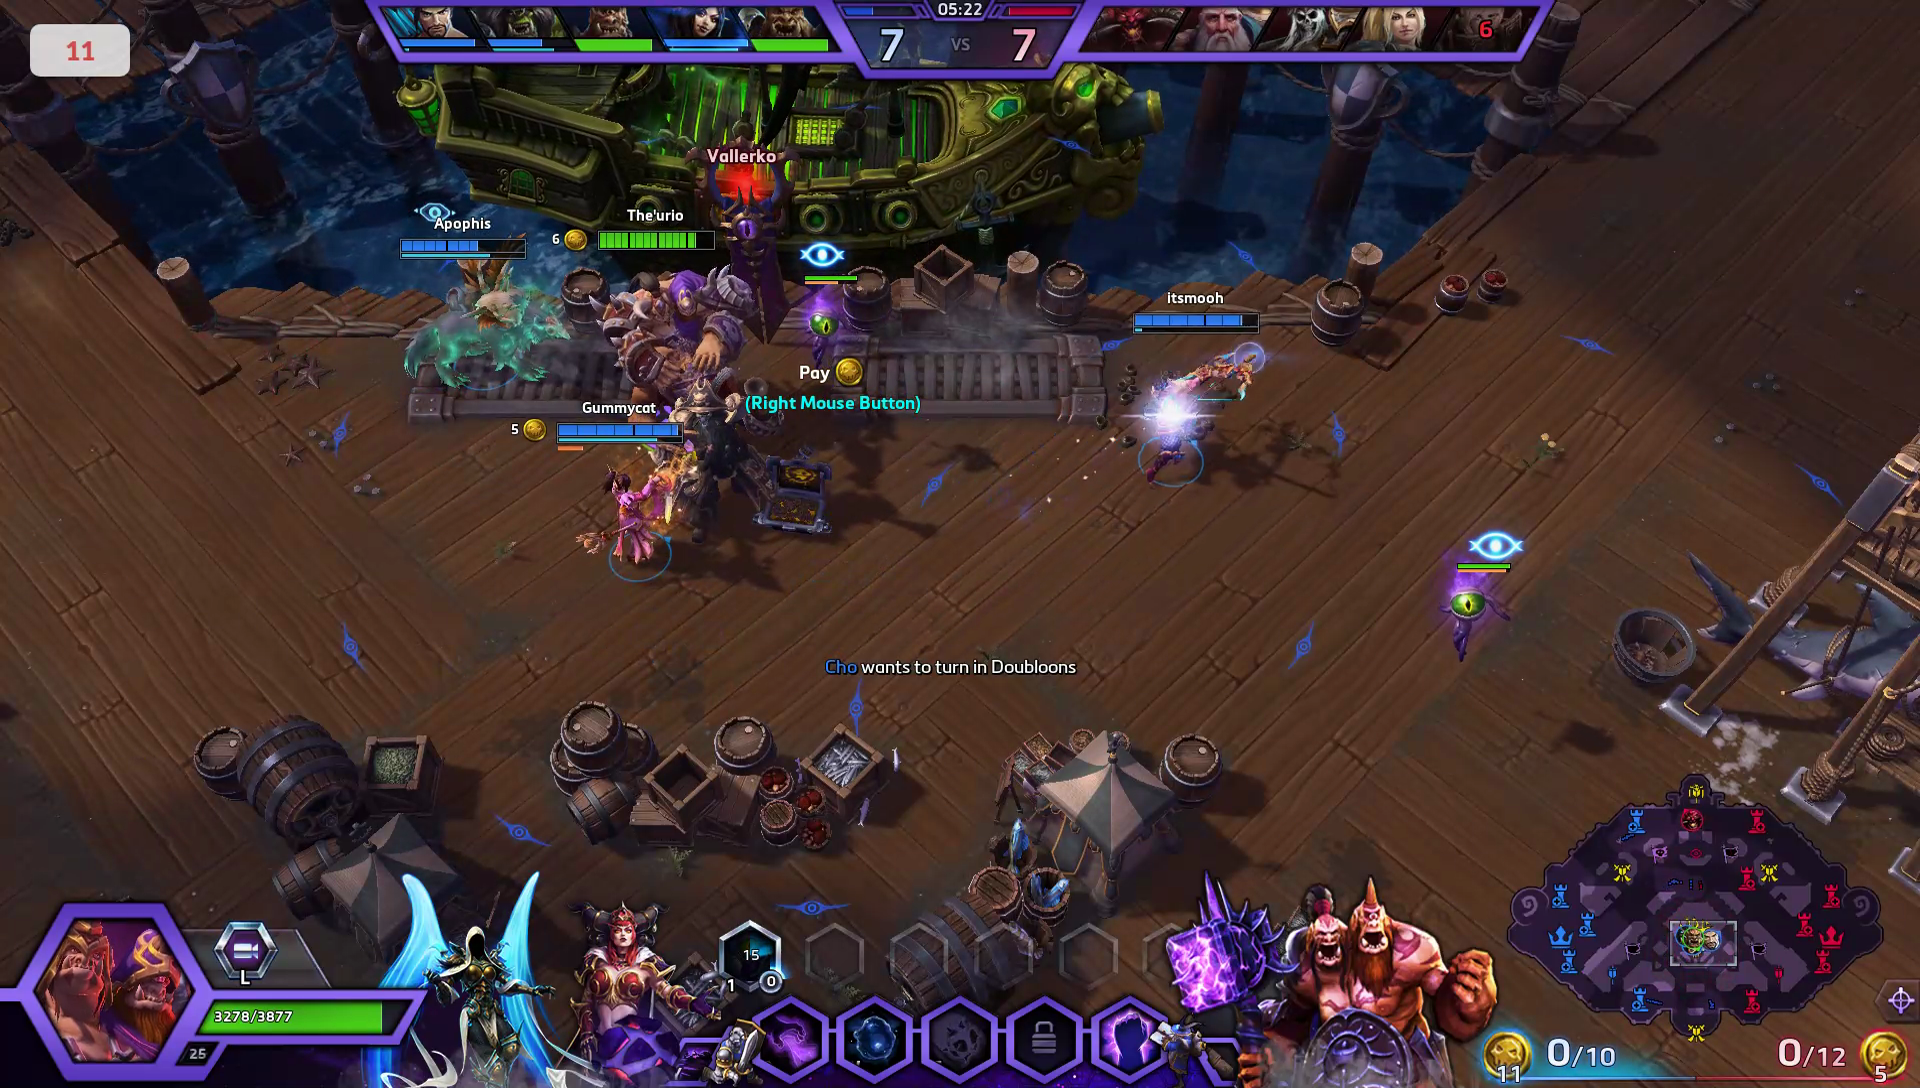 11
05:22
7 VS 7
6
Vallerko
The'urio
6
Apophis
itsmooh
Pay
(Right Mouse Button)
Gummycat
5
Cho wants to turn in Doubloons
L
3278/3877
25
15
1
0
0/10
11
0/12
5